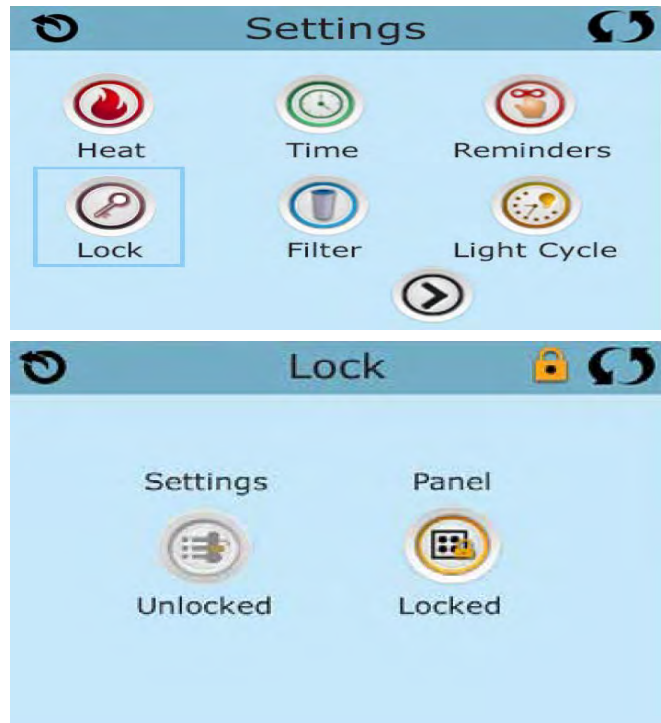 Settings
Heat Time Reminders
Lock Filter Light Cycle
Lock
Settings Panel
Unlocked Locked